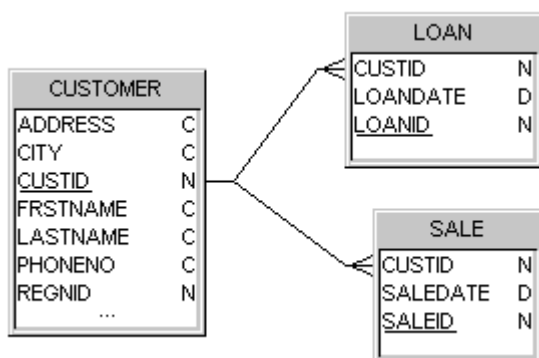 CUSTOMER
ADDRESS C
CITY C
CUSTID N
FRSTNAME C
LASTNAME C
PHONENO C
REGNID N
...
LOAN
CUSTID N
LOANDATE D
LOANID N
SALE
CUSTID N
SALEDATE D
SALEID N